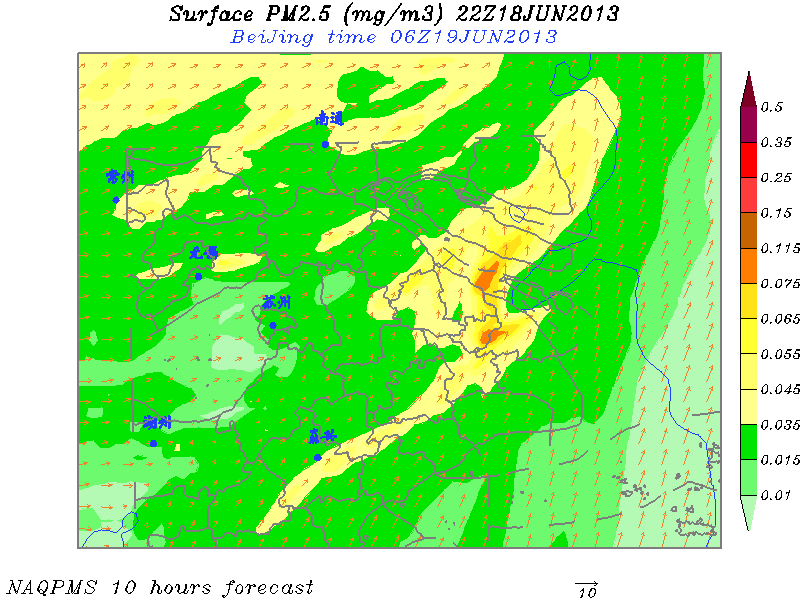 Surface PM2.5 (mg/m3) 22Z18JUN2013
BeiJing time 06Z19JUN2013
南通
常州
无锡
苏州
湖州
嘉兴
0.5
0.35
0.25
0.15
0.115
0.075
0.065
0.055
0.045
0.035
0.015
0.01
NAQPMS 10 hours forecast
10